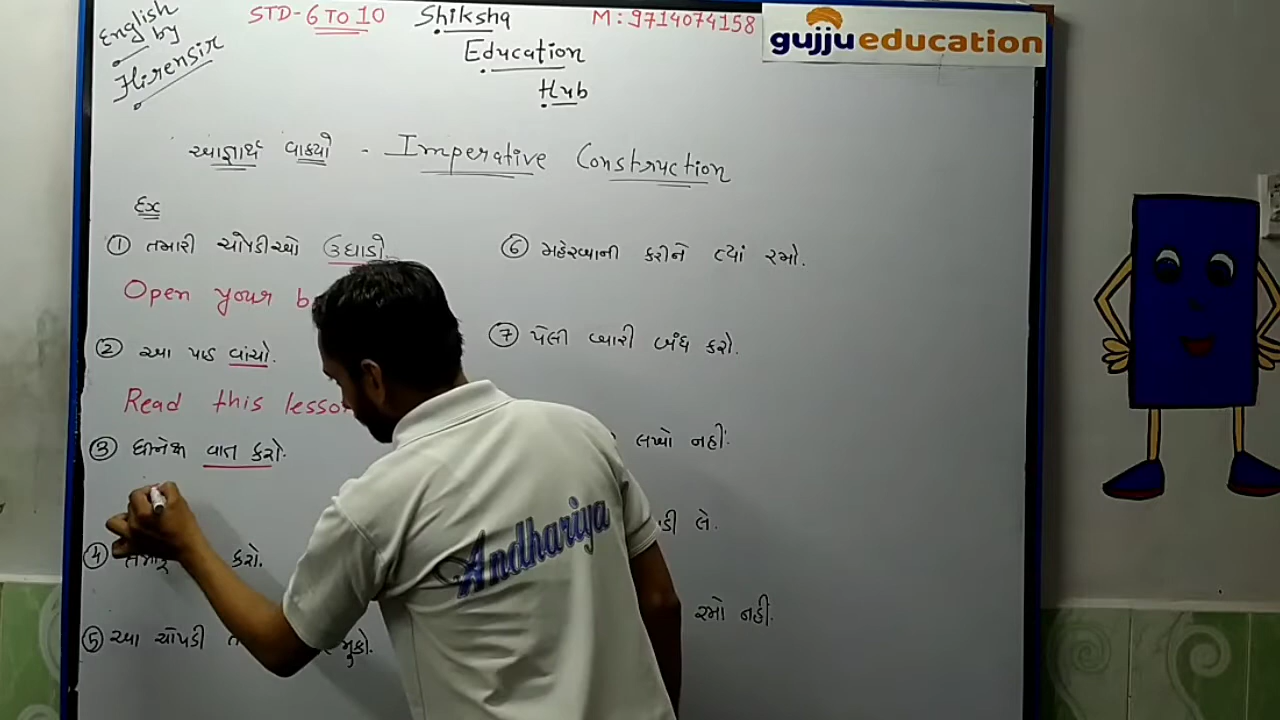 English
by
Hirensir
STD-6 TO 10
Shiksha
Education
Hub
M: 9714074158
gujjueducation
આજ્ઞાર્થ વાક્યો - Imperative Construction
Ex
① તમારી ચોપડીઓ ઉઘાડો.
Open your b
② આ પાઠ વાંચો.
Read this lesson
③ ધીમેથી વાત કરો.
④ કરો.
⑤ આ ચોપડી મુકો.
⑥ મહેરબાની કરીને ત્યાં રમો.
⑦ પેલી બારી બંધ કરો.
લખો નહીં.
લે.
રમો નહી.
Andhariya